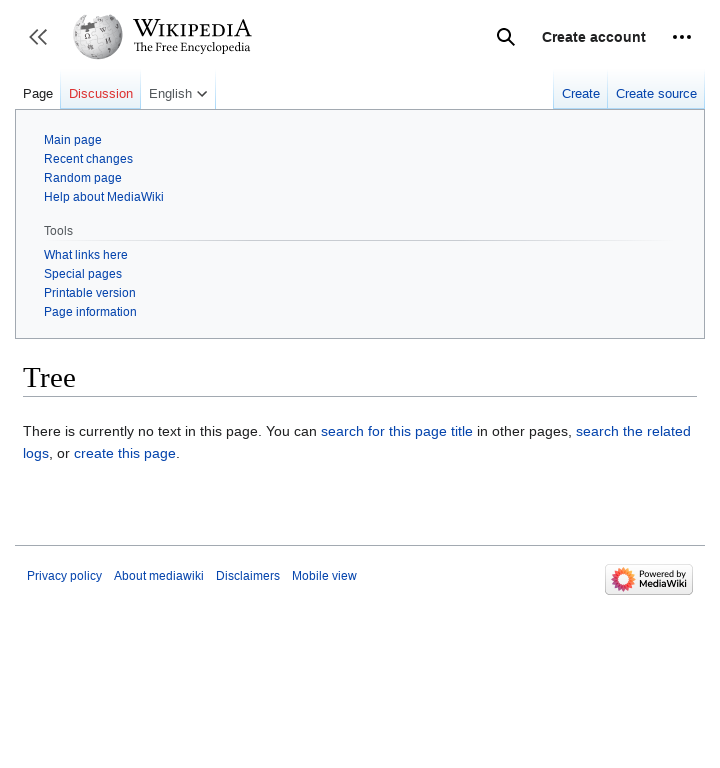 WIKIPEDIA
The Free Encyclopedia
Create account
Page
Discussion
English
Create
Create source
Main page
Recent changes
Random page
Help about MediaWiki
Tools
What links here
Special pages
Printable version
Page information
Tree
There is currently no text in this page. You can search for this page title in other pages, search the related
logs, or create this page.
Privacy policy
About mediawiki
Disclaimers
Mobile view
Powered by
MediaWiki